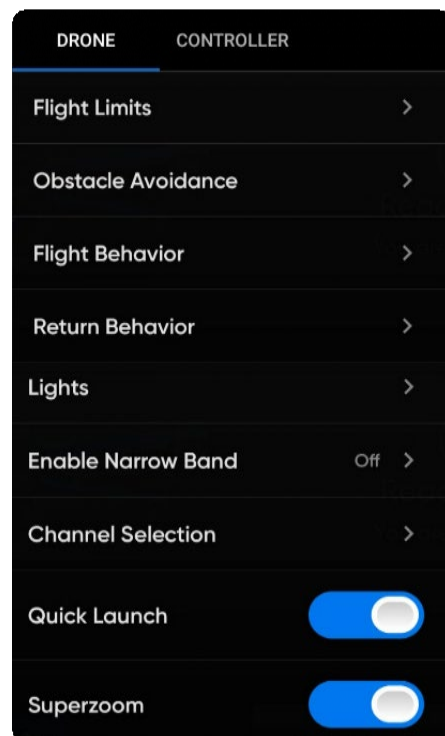 DRONE CONTROLLER
Flight Limits
Obstacle Avoidance
Flight Behavior
Return Behavior
Lights
Enable Narrow Band Off
Channel Selection
Quick Launch
Superzoom